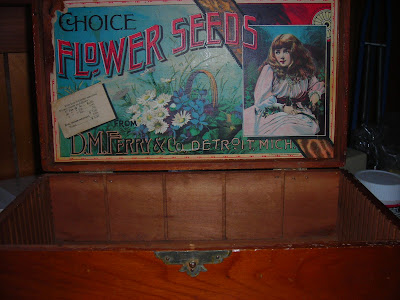 CHOICE
FLOWER SEEDS
FROM
D.M. FERRY & CO. DETROIT, MICH.